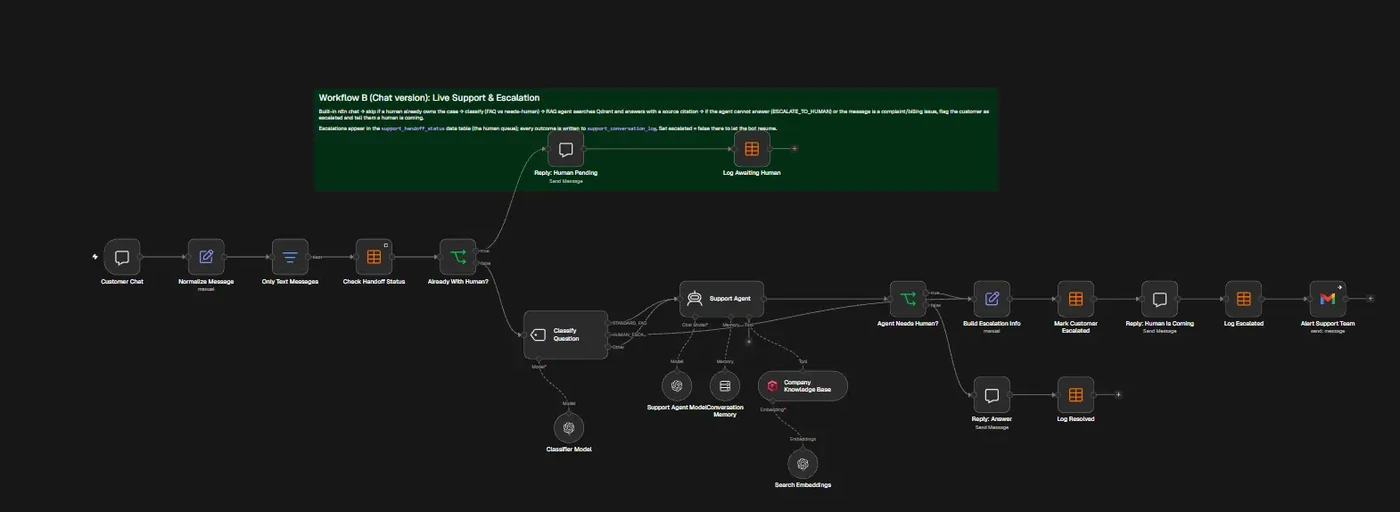 Workflow B (Chat version): Live Support & Escalation
Built-in n8n chat → skip if a human already owns the case → classify (FAQ vs needs-human) → RAG agent searches Qdrant and answers with a source citation → if the agent cannot answer (ESCALATE_TO_HUMAN) or the message is a complaint/billing issue, flag the customer as
escalated and tell them a human is coming.
Escalations appear in the support_handoff_status data table (the human queue); every outcome is written to support_conversation_log. Set escalated = false there to let the bot resume.
Reply: Human Pending
Send Message
Log Awaiting Human
Customer Chat
Normalize Message
manual
Only Text Messages
Check Handoff Status
Already With Human?
true
false
Classify
Question
STANDARD_FAQ
Other
Model*
Model
Classifier Model
Support Agent
Chat Model*
Memory
Tool
Model
Support Agent Model
Memory
Conversation
Memory
Tool
Company
Knowledge Base
Embedding*
Embeddings
Search Embeddings
Agent Needs Human?
true
false
Build Escalation Info
manual
Mark Customer
Escalated
Reply: Human Is Coming
Send Message
Log Escalated
Alert Support Team
send: message
Reply: Answer
Send Message
Log Resolved